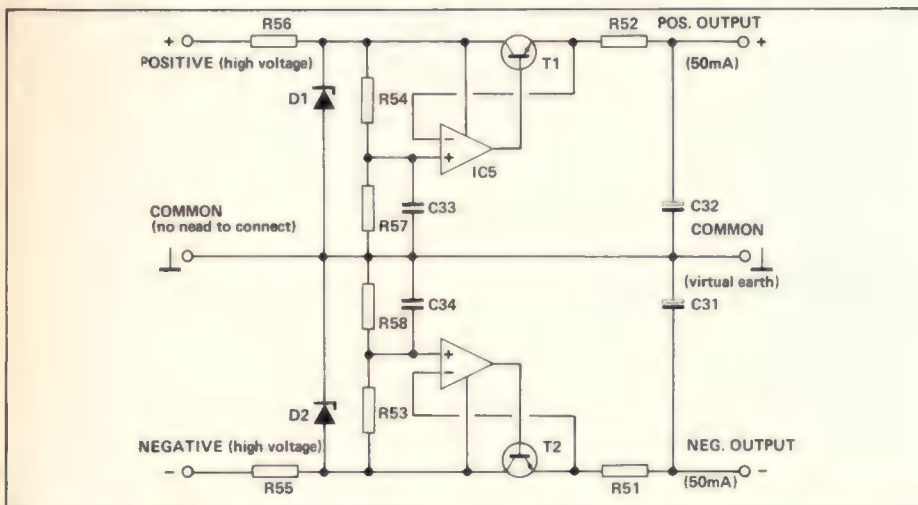 R56
R52
POS. OUTPUT
+
+
POSITIVE (high voltage)
T1
(50mA)
D1
R54
−
+
IC5
R57
C33
C32
COMMON
(no nead to connect)
COMMON
(virtual earth)
R58
C34
C31
+
−
D2
R53
T2
NEGATIVE (high voltage)
NEG. OUTPUT
−
−
R55
R51
(50mA)